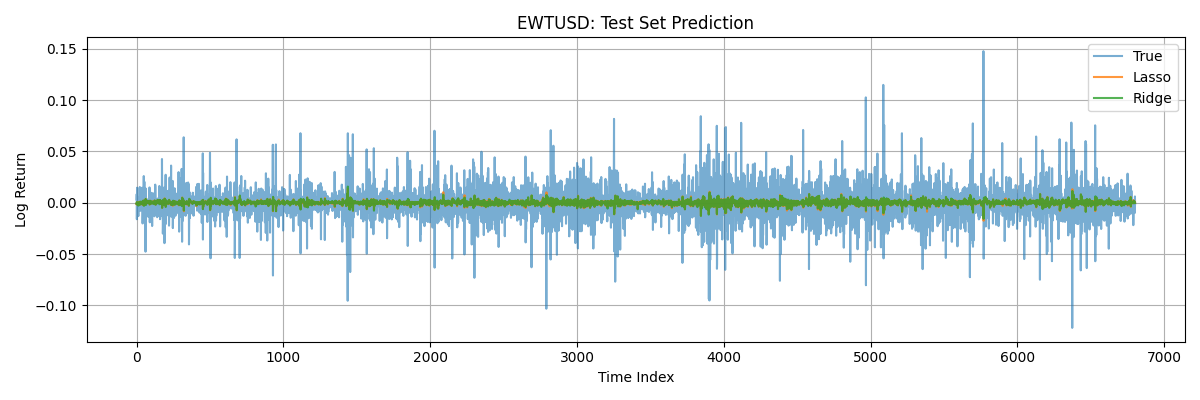 EWTUSD: Test Set Prediction
True
Lasso
Ridge
Log Return
0.15
0.10
0.05
0.00
−0.05
−0.10
0 1000 2000 3000 4000 5000 6000 7000
Time Index